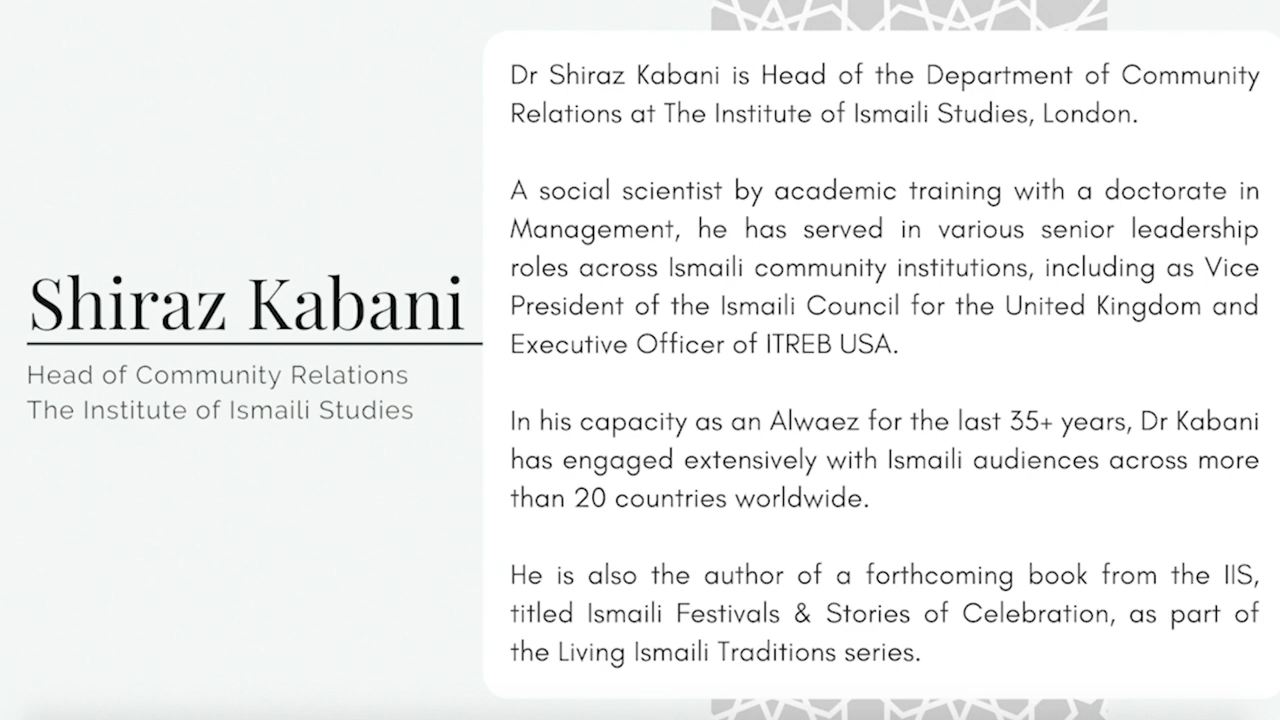 Shiraz Kabani
Head of Community Relations
The Institute of Ismaili Studies
Dr Shiraz Kabani is Head of the Department of Community
Relations at The Institute of Ismaili Studies, London.
A social scientist by academic training with a doctorate in
Management, he has served in various senior leadership
roles across Ismaili community institutions, including as Vice
President of the Ismaili Council for the United Kingdom and
Executive Officer of ITREB USA.
In his capacity as an Alwaez for the last 35+ years, Dr Kabani
has engaged extensively with Ismaili audiences across more
than 20 countries worldwide.
He is also the author of a forthcoming book from the IIS,
titled Ismaili Festivals & Stories of Celebration, as part of
the Living Ismaili Traditions series.